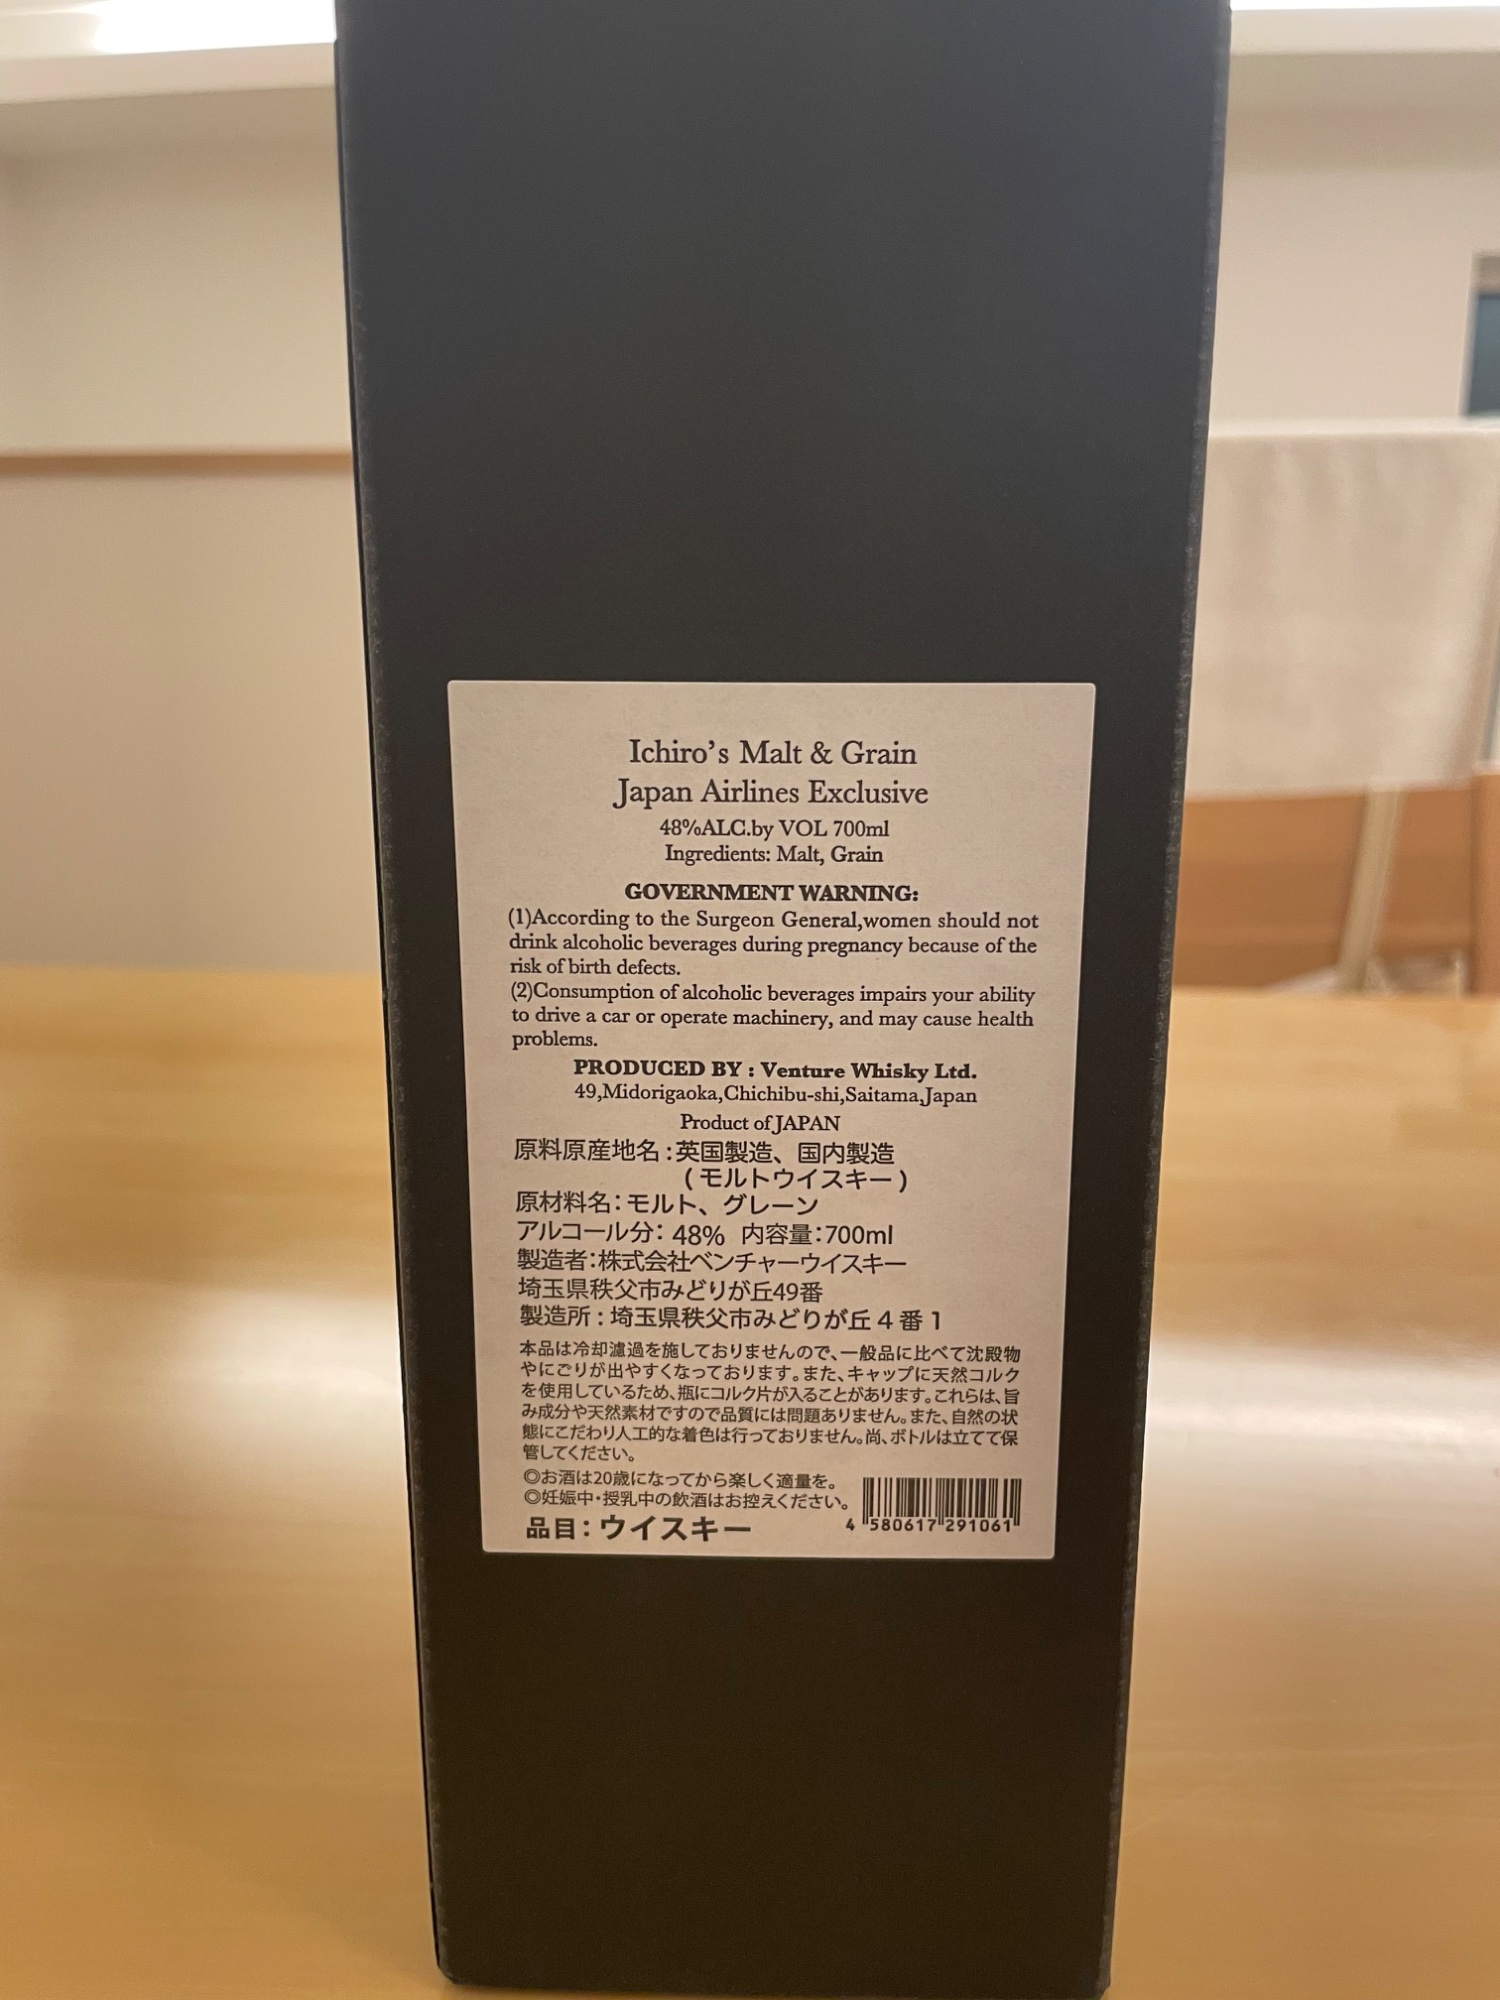 Ichiro's Malt & Grain
Japan Airlines Exclusive
48%ALC.by VOL 700ml
Ingredients: Malt, Grain
GOVERNMENT WARNING:
(1)According to the Surgeon General,women should not
drink alcoholic beverages during pregnancy because of the
risk of birth defects.
(2)Consumption of alcoholic beverages impairs your ability
to drive a car or operate machinery, and may cause health
problems.
PRODUCED BY : Venture Whisky Ltd.
49,Midorigaoka,Chichibu-shi,Saitama,Japan
Product of JAPAN
原料原産地名：英国製造、国内製造
(モルトウイスキー)
原材料名：モルト、グレーン
アルコール分：48% 内容量：700ml
製造者：株式会社ベンチャーウイスキー
埼玉県秩父市みどりが丘49番
製造所：埼玉県秩父市みどりが丘４番１
本品は冷却濾過を施しておりませんので、一般品に比べて沈殿物
やにごりが出やすくなっております。また、キャップに天然コルク
を使用しているため、瓶にコルク片が入ることがあります。これらは、旨
み成分や天然素材ですので品質には問題ありません。また、自然の状
態にこだわり人工的な着色は行っておりません。尚、ボトルは立てて保
管してください。
◎お酒は20歳になってから楽しく適量を。
◎妊娠中・授乳中の飲酒はお控えください。
品目：ウイスキー
4 580617 291061